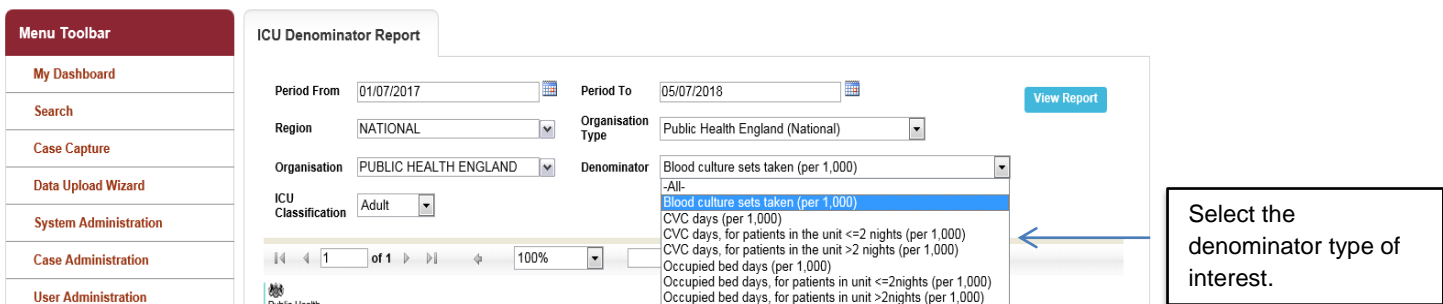 Menu Toolbar
ICU Denominator Report
My Dashboard
Search
Case Capture
Data Upload Wizard
System Administration
Case Administration
User Administration
Period From 01/07/2017 Period To 05/07/2018 View Report
Region NATIONAL Organisation Type Public Health England (National)
Organisation PUBLIC HEALTH ENGLAND Denominator Blood culture sets taken (per 1,000)
ICU Classification Adult
-All-
Blood culture sets taken (per 1,000)
CVC days (per 1,000)
CVC days, for patients in the unit <=2 nights (per 1,000)
CVC days, for patients in the unit >2 nights (per 1,000)
Occupied bed days (per 1,000)
Occupied bed days, for patients in unit <=2nights (per 1,000)
Occupied bed days, for patients in unit >2nights (per 1,000)
1 of 1 100%
Public Health
Select the
denominator type of
interest.